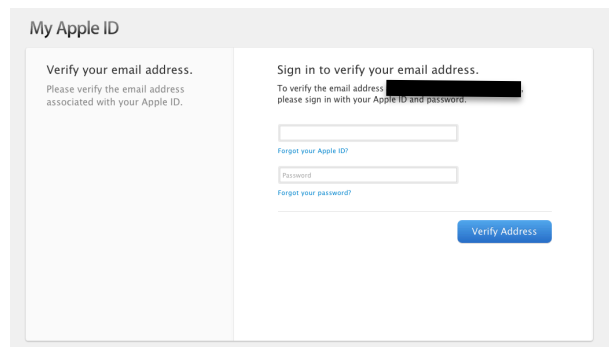 My Apple ID
Verify your email address.
Please verify the email address
associated with your Apple ID.
Sign in to verify your email address.
To verify the email address ,
please sign in with your Apple ID and password.
Forgot your Apple ID?
Password
Forgot your password?
Verify Address